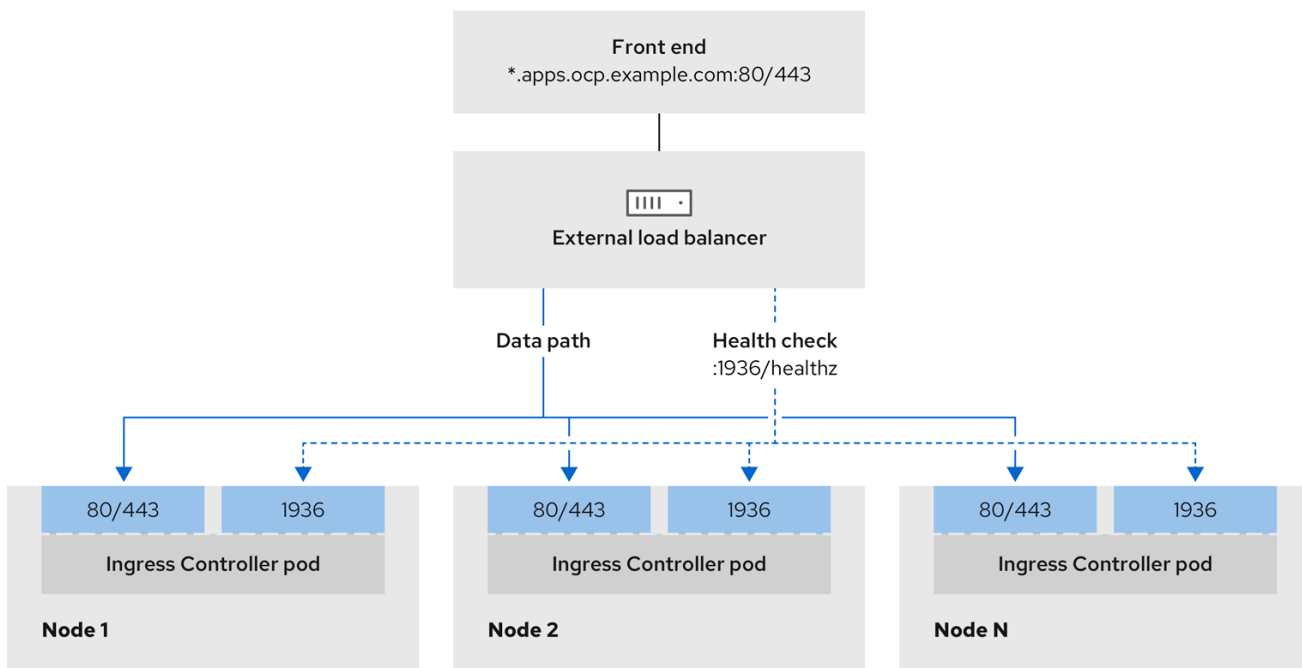 Front end
*.apps.ocp.example.com:80/443
External load balancer
Data path
Health check
:1936/healthz
80/443
1936
80/443
1936
80/443
1936
Ingress Controller pod
Ingress Controller pod
Ingress Controller pod
Node 1
Node 2
Node N